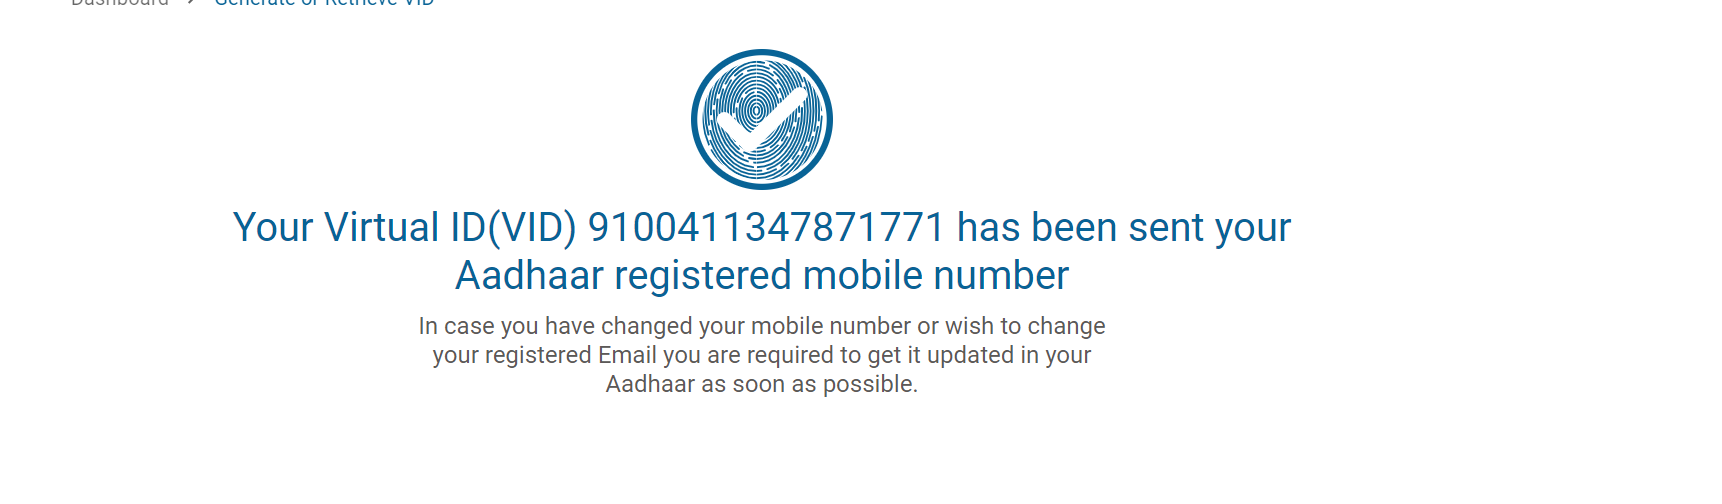 Dashboard > Generate or Retrieve VID
Your Virtual ID(VID) 9100411347871771 has been sent your
Aadhaar registered mobile number
In case you have changed your mobile number or wish to change
your registered Email you are required to get it updated in your
Aadhaar as soon as possible.